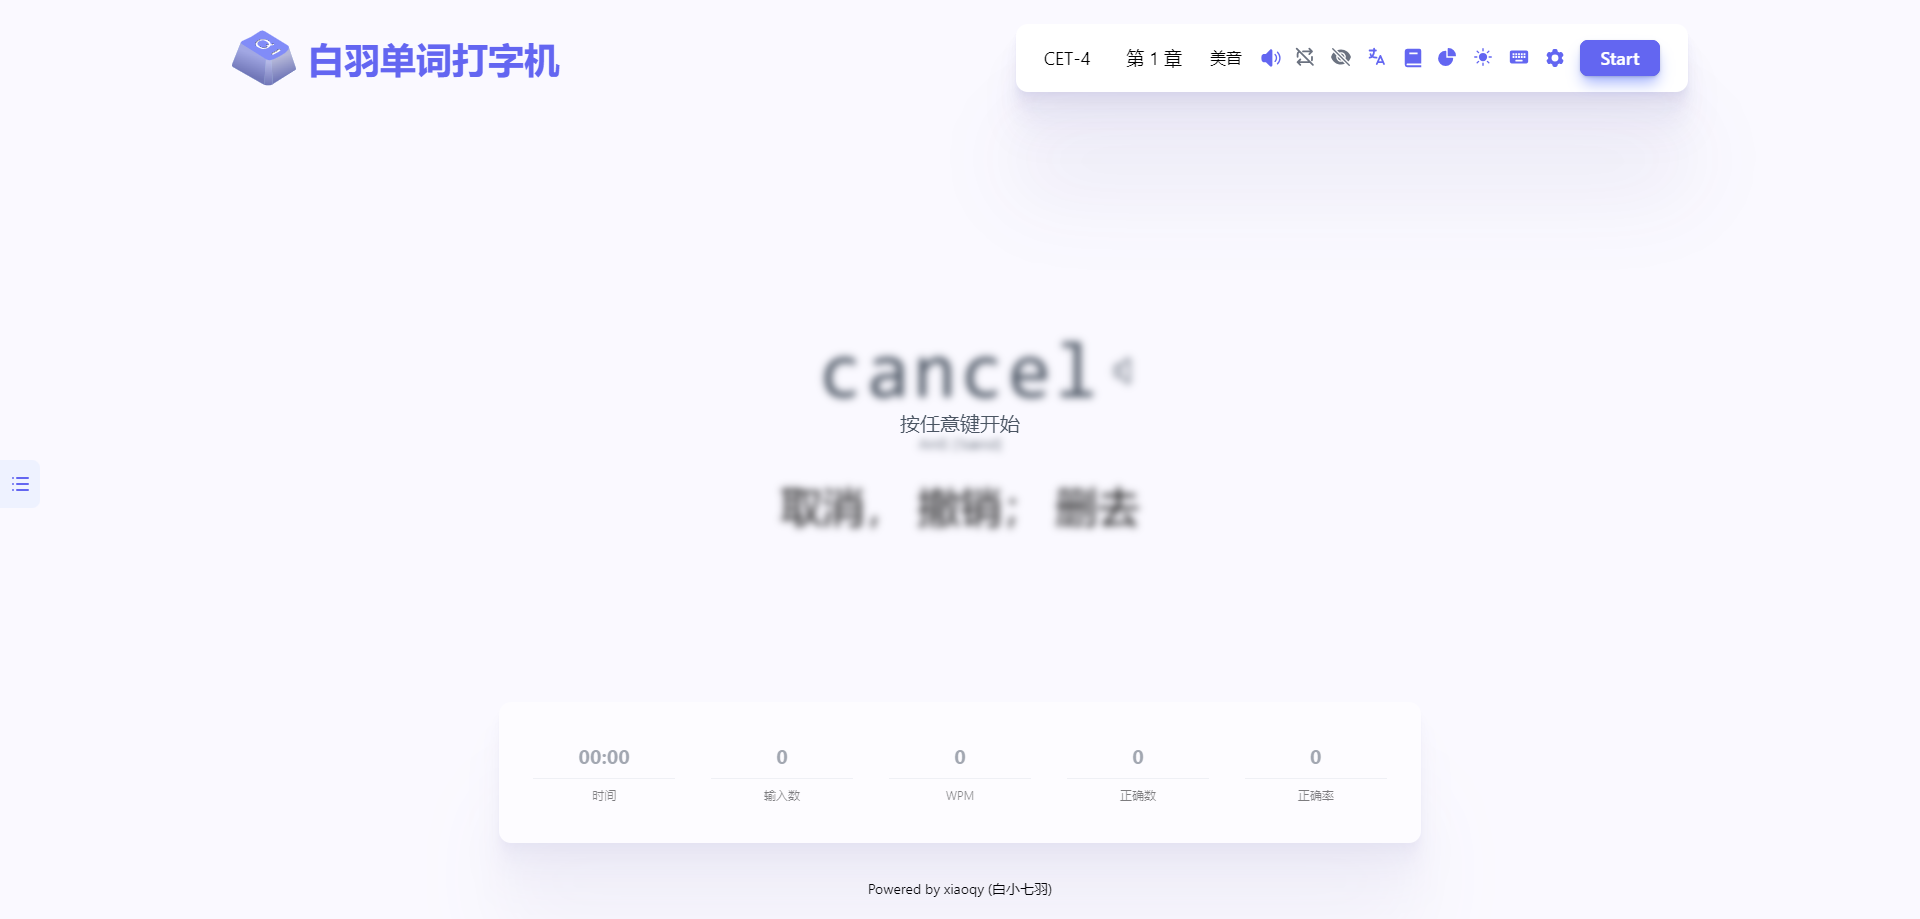 白羽单词打字机
CET-4 第 1 章 美音 Start
cancel
按任意键开始
取消， 撤销； 删去
00:00 0 0 0 0
时间 输入数 WPM 正确数 正确率
Powered by xiaoqy (白小七羽)